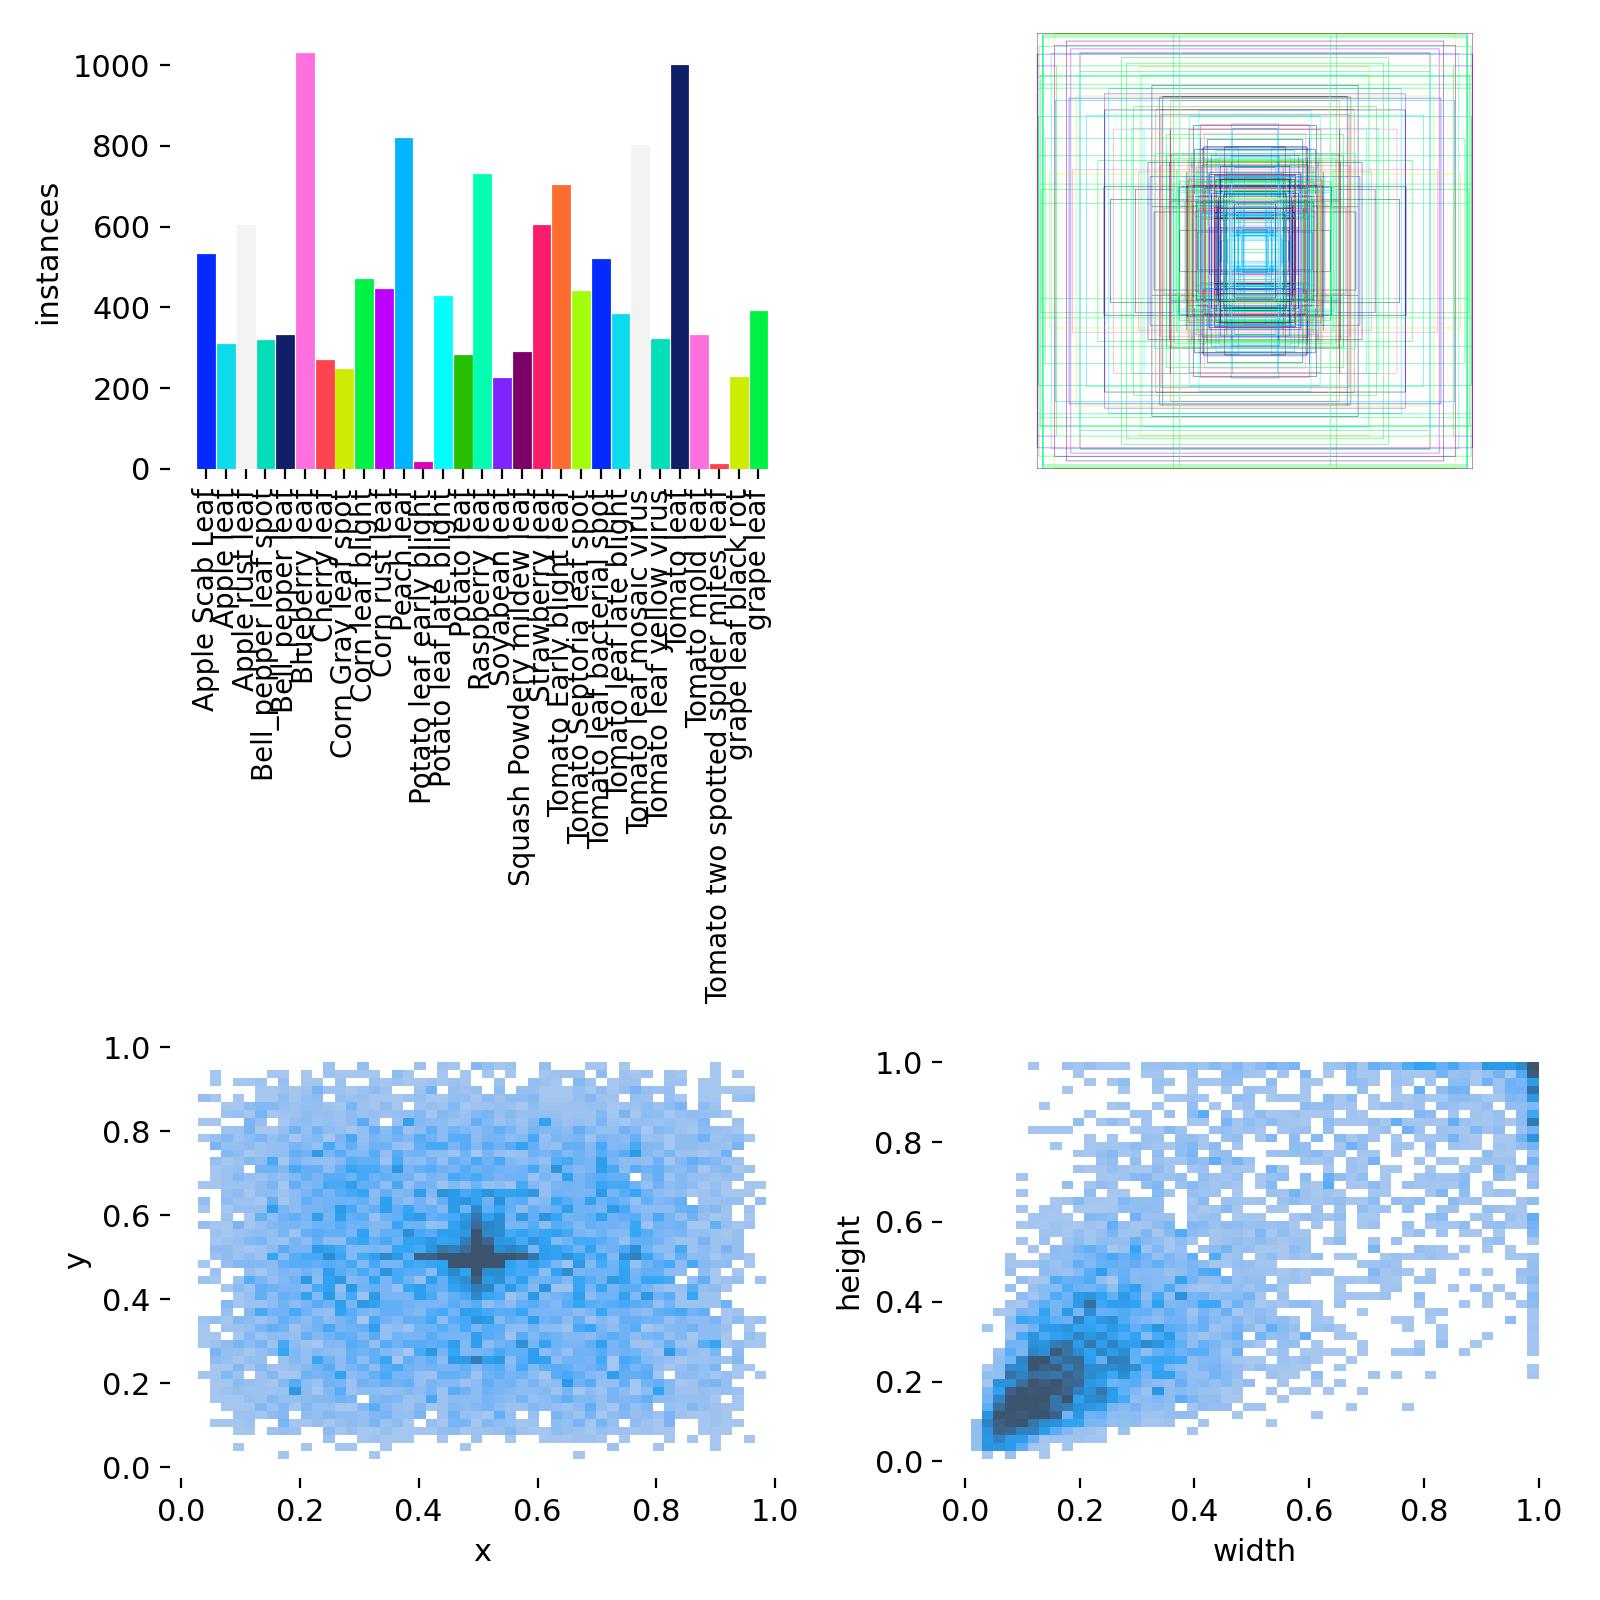 1000
800
600
400
200
0
instances
Apple Scab Leaf
Apple leaf
Apple rust leaf
Bell_pepper leaf spot
Bell_pepper leaf
Blueberry leaf
Cherry leaf
Corn Gray leaf spot
Corn leaf blight
Corn rust leaf
Peach leaf
Potato leaf early blight
Potato leaf late blight
Potato leaf
Raspberry leaf
Soyabean leaf
Squash Powdery mildew leaf
Strawberry leaf
Tomato Early blight leaf
Tomato Septoria leaf spot
Tomato leaf bacterial spot
Tomato leaf late blight
Tomato leaf mosaic virus
Tomato leaf yellow virus
Tomato leaf
Tomato mold leaf
Tomato two spotted spider mites leaf
grape leaf black rot
grape leaf
1.0
0.8
0.6
0.4
0.2
0.0
y
0.0 0.2 0.4 0.6 0.8 1.0
x
1.0
0.8
0.6
0.4
0.2
0.0
height
0.0 0.2 0.4 0.6 0.8 1.0
width